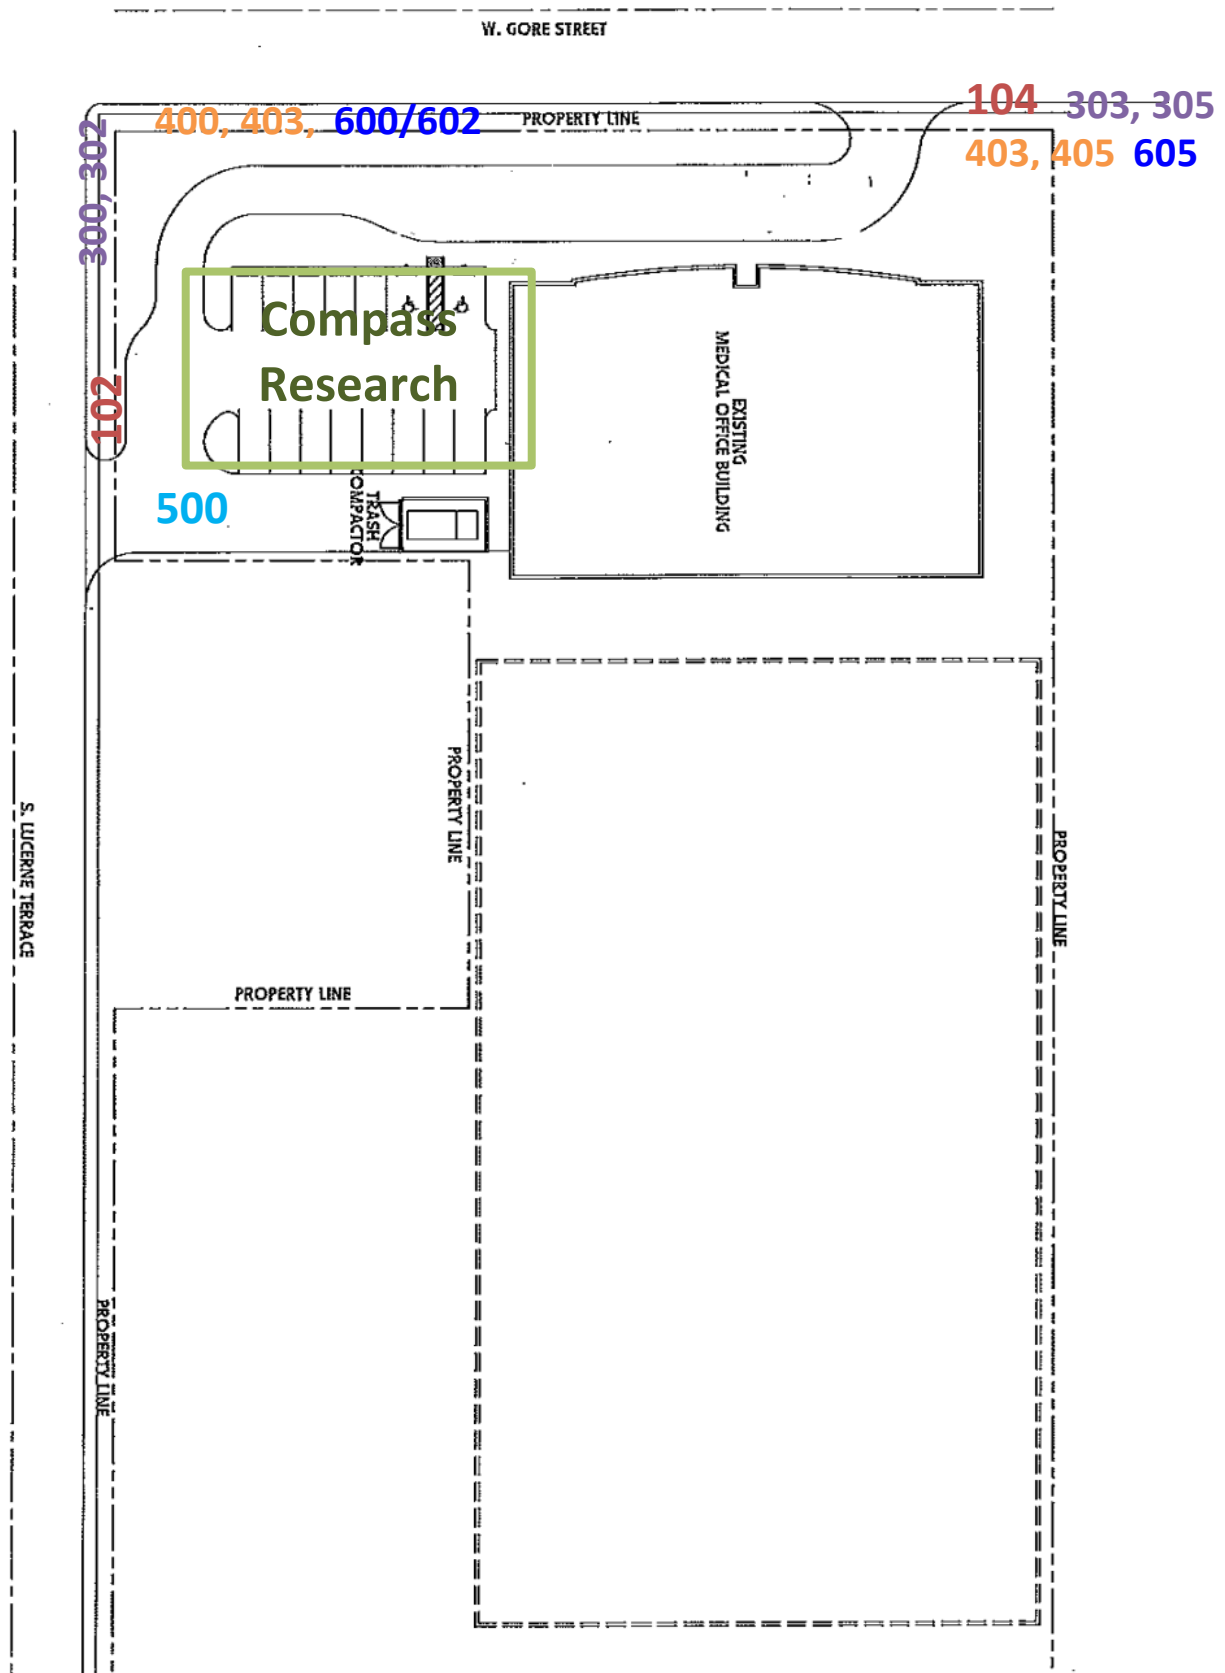 W. GORE STREET
104 303, 305
400, 403, 600/602 PROPERTY LINE
403, 405 605
300, 302
Compass
Research
102
EXISTING
MEDICAL OFFICE BUILDING
500
TRASH
COMPACTOR
PROPERTY LINE
S. LUCERNE TERRACE
PROPERTY LINE
PROPERTY LINE
PROPERTY LINE